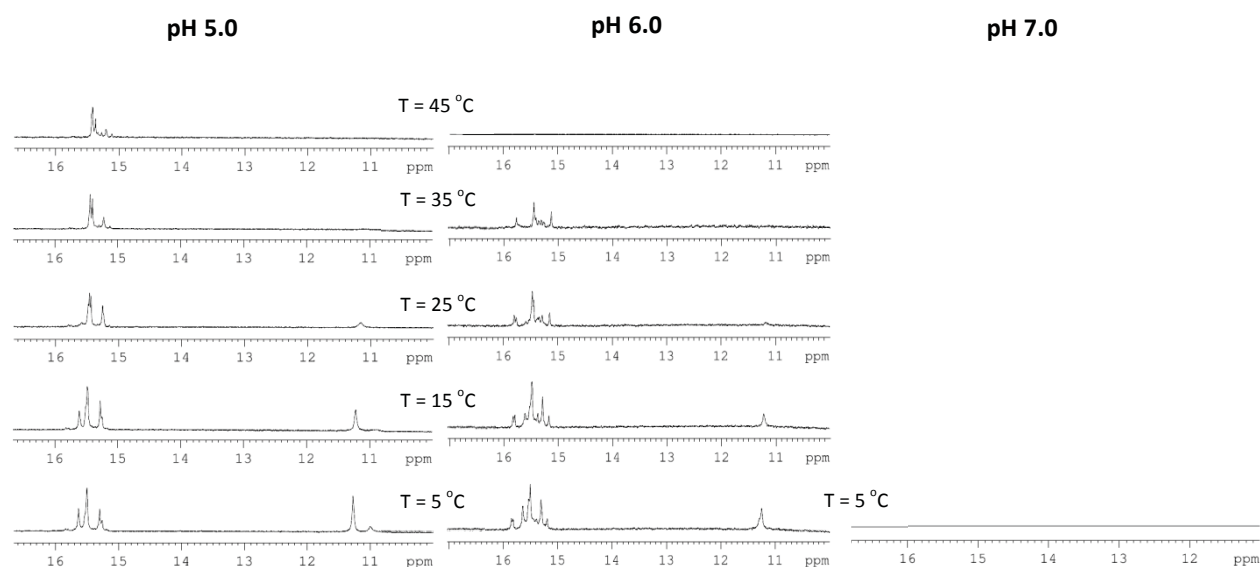 pH 5.0 pH 6.0 pH 7.0
T = 45 °C
16 15 14 13 12 11 ppm 16 15 14 13 12 11 ppm
T = 35 °C
16 15 14 13 12 11 ppm 16 15 14 13 12 11 ppm
T = 25 °C
16 15 14 13 12 11 ppm 16 15 14 13 12 11 ppm
T = 15 °C
16 15 14 13 12 11 ppm 16 15 14 13 12 11 ppm
T = 5 °C T = 5 °C
16 15 14 13 12 11 ppm 16 15 14 13 12 11 ppm 16 15 14 13 12 ppm